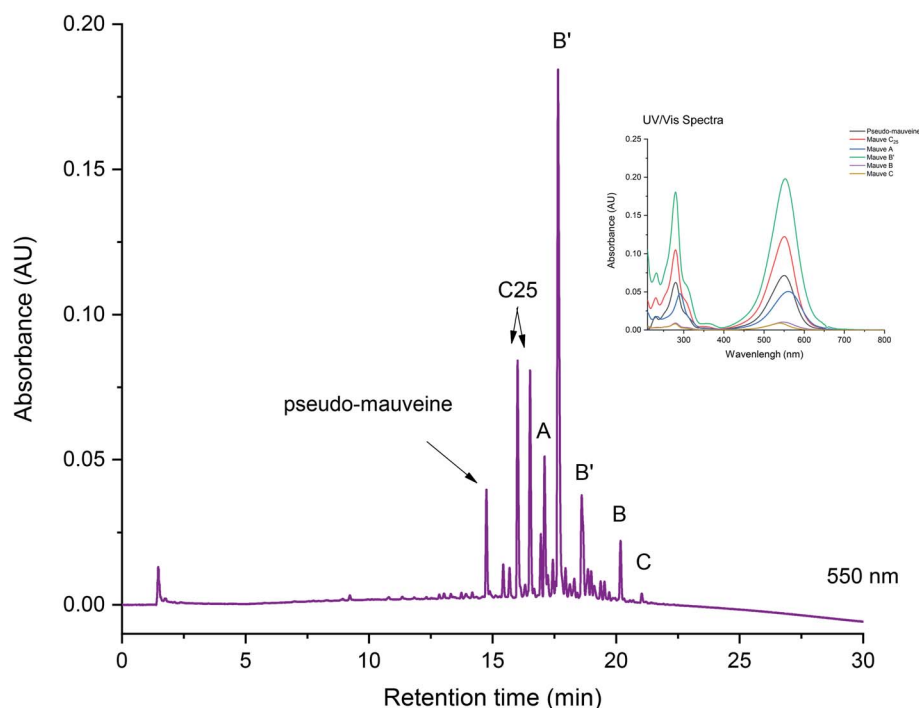 0.20
B'
UV/Vis Spectra
0.25
Pseudo-mauveine
Mauve C₂₅
Mauve A
0.20
Mauve B'
Mauve B
Mauve C
0.15
0.15
Absorbance (AU)
0.10
0.05
0.00
300 400 500 600 700 800
Wavelengh (nm)
C25
0.10
Absorbance (AU)
pseudo-mauveine
A
0.05
B'
B
C
550 nm
0.00
0 5 10 15 20 25 30
Retention time (min)